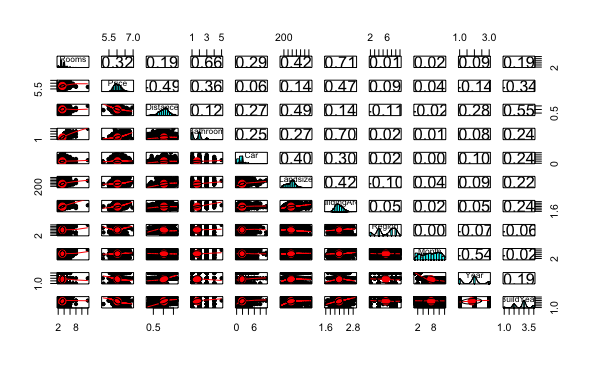 5.5 7.0 1 3 5 200 2 6 1.0 3.0
Rooms 0.32 0.19 0.66 0.29 0.42 0.71 0.01 0.02 0.09 0.19 2
5.5 Price -0.49 0.36 0.06 0.14 0.47 0.09 0.04 -0.14 -0.34
Distance 0.12 0.27 0.49 0.14 -0.11 -0.02 0.28 0.55 0.5
1 Bathroom 0.25 0.27 0.70 0.02 0.01 0.08 0.24
Car 0.40 0.30 0.02 0.00 0.10 0.24 0
200 Landsize 0.42 -0.10 0.04 0.09 0.22
0.05 0.02 0.05 0.24 1.6
2 0.00 -0.07 -0.06
Month -0.54 -0.02 2
1.0 Year 0.19
1.0
2 8 0.5 0 6 1.6 2.8 2 8 1.0 3.5